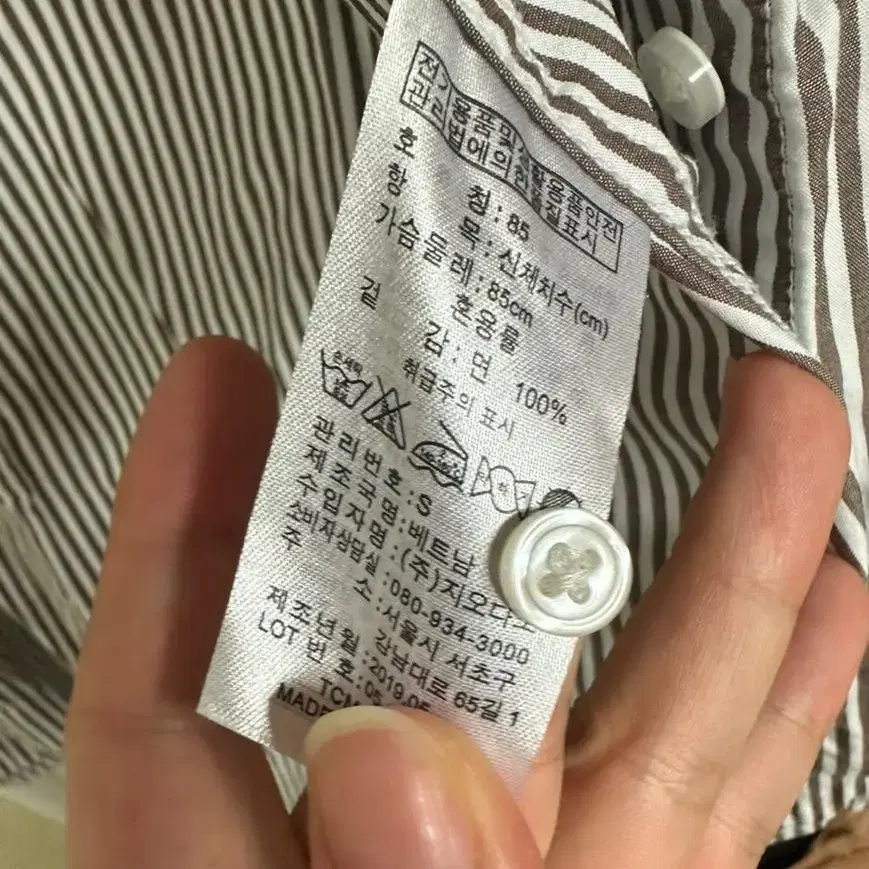 전기용품및생활용품안전
관리법에의한품질표시
호 칭 : 85
항 목 : 신체치수(cm)
가슴둘레 : 85cm
혼용률
겉 감 : 면 100%
취급주의 표시
손세탁
관리번호 : S
제조국명 : 베트남
수입자명 : (주)지오다노
소비자상담실 : 080-934-3000
주 소 : 서울시 서초구
강남대로 65길 1
제조년월 : 2019.05
LOT 번 호 : 05
TCM
MADE